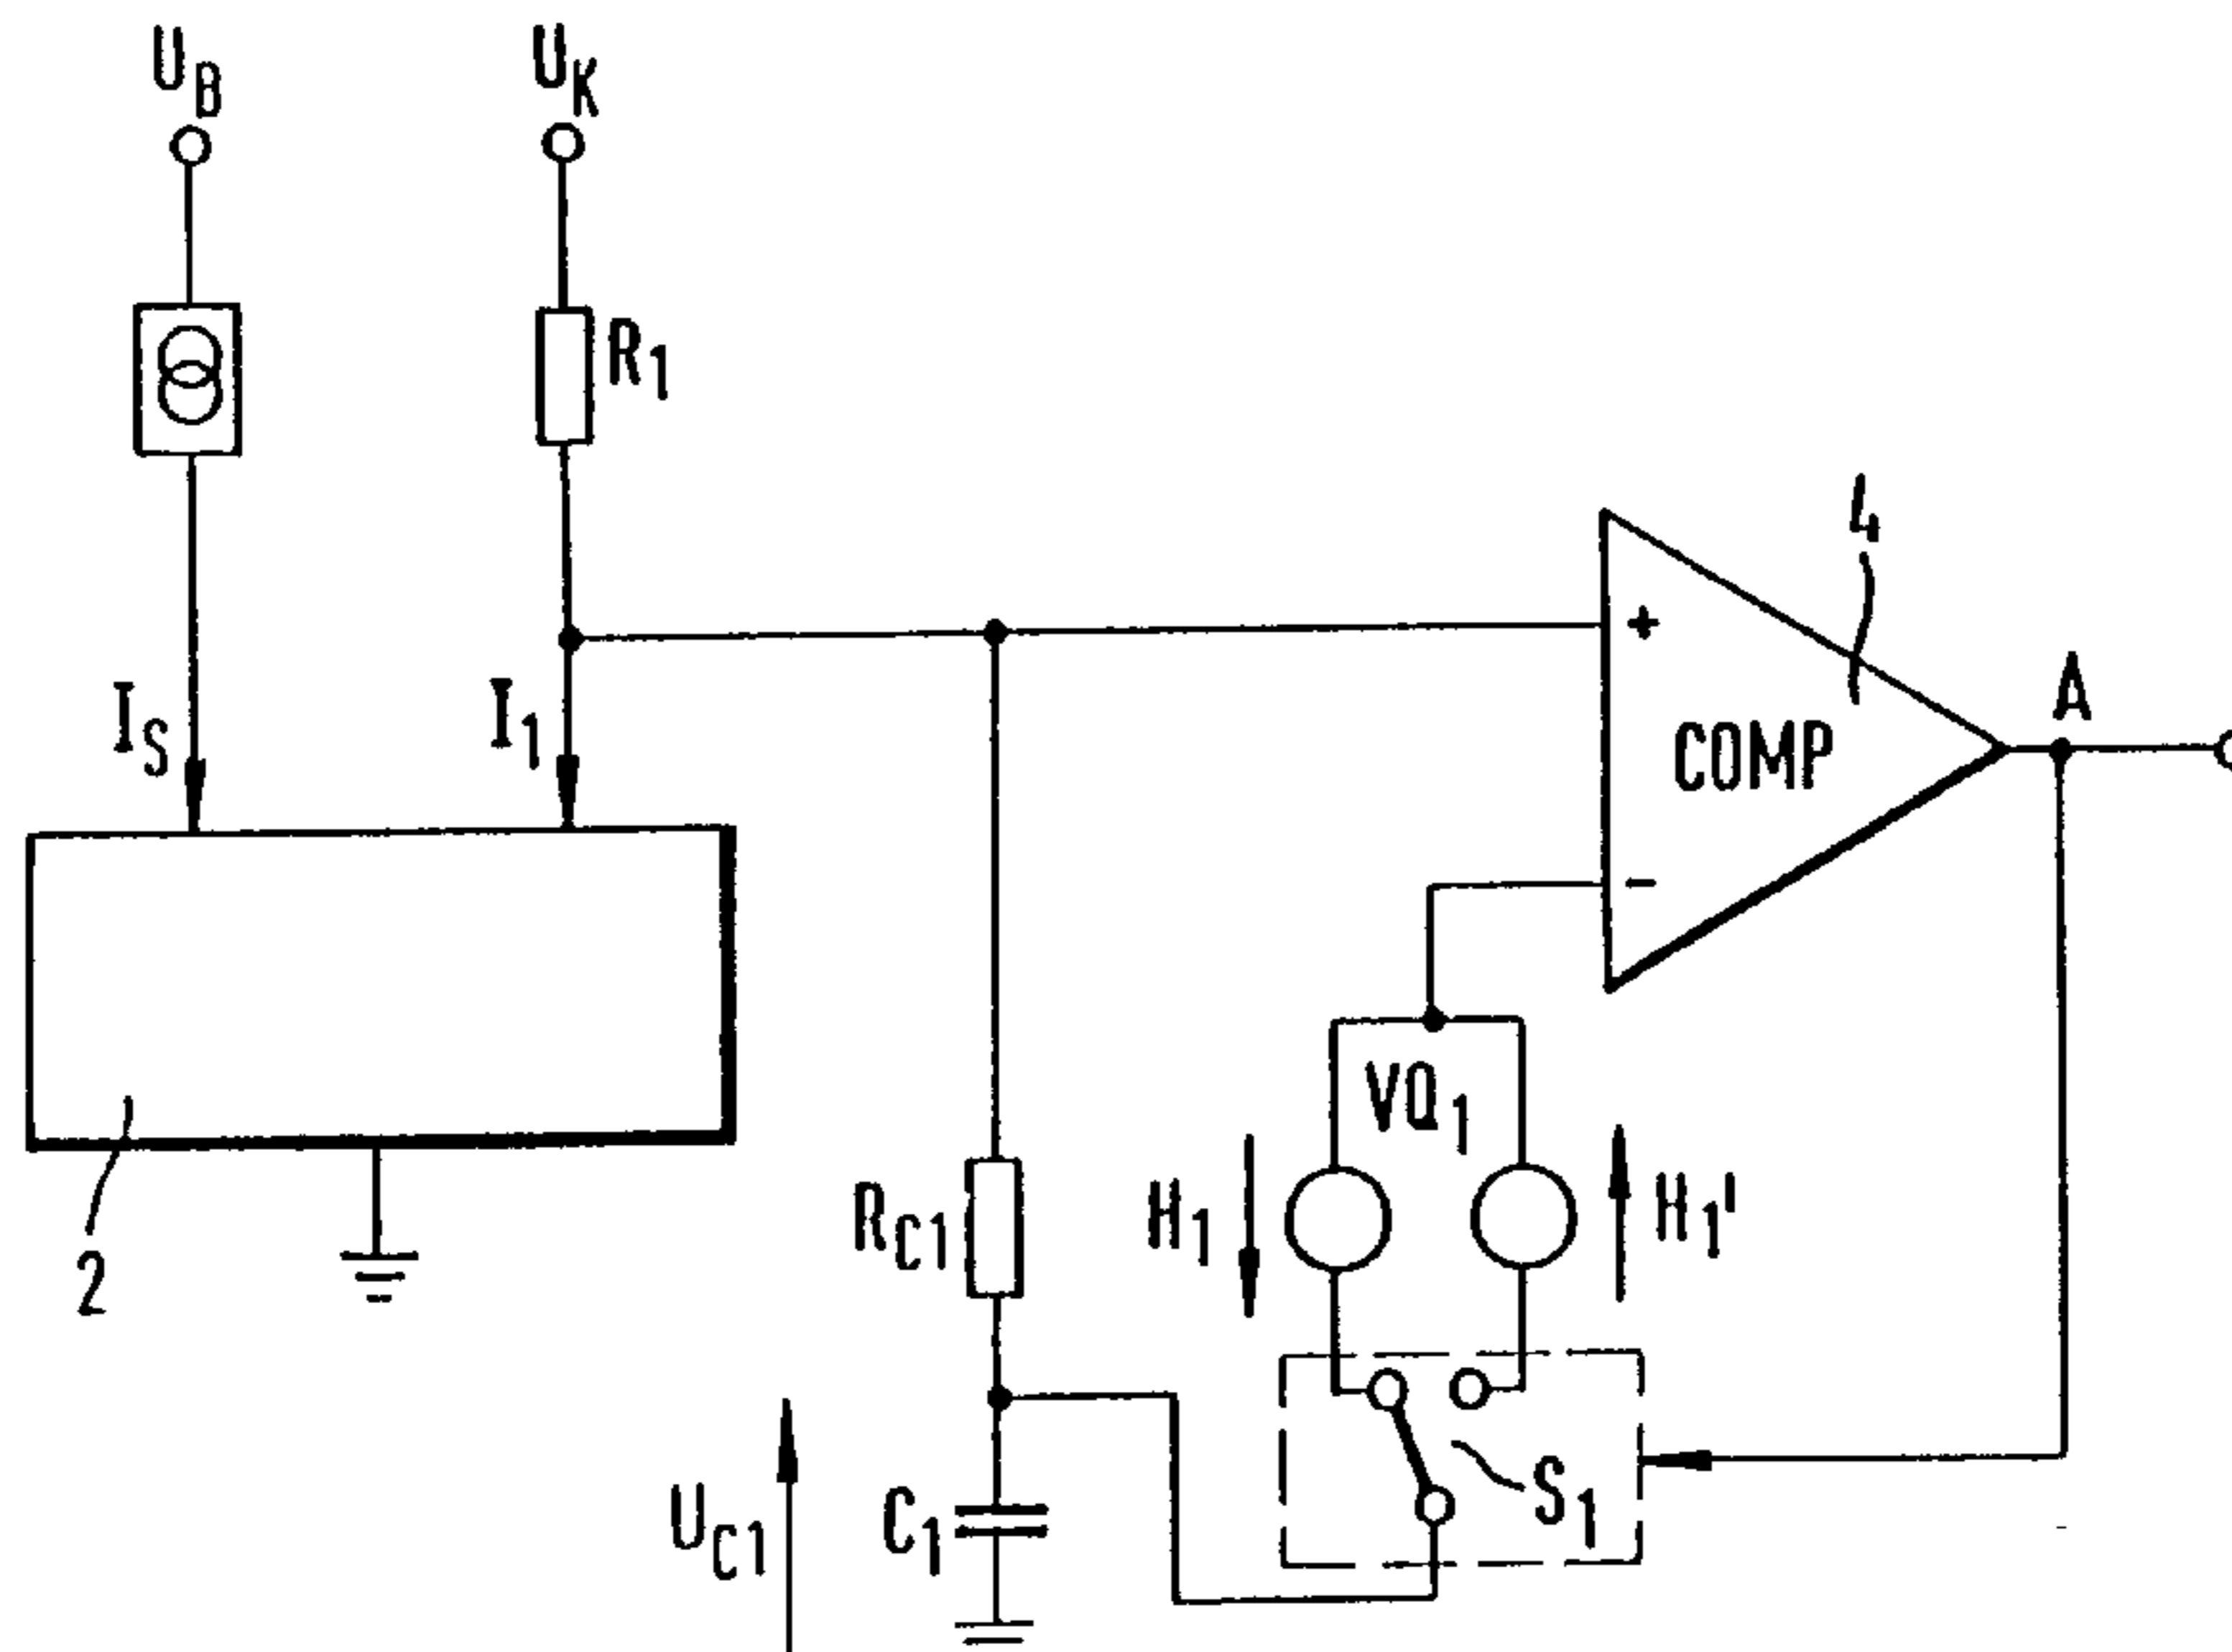 U_B
U_K
R_1
4
I_S
I_1
+
A
COMP
-
VQ_1
R_C1
H_1
H_1'
2
U_C1
C_1
S_1